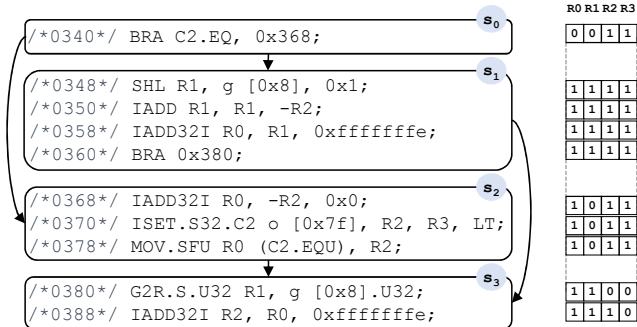 R0 R1 R2 R3
s0
/*0340*/ BRA C2.EQ, 0x368; 0 0 1 1
s1
/*0348*/ SHL R1, g [0x8], 0x1; 1 1 1 1
/*0350*/ IADD R1, R1, -R2; 1 1 1 1
/*0358*/ IADD32I R0, R1, 0xfffffffe; 1 1 1 1
/*0360*/ BRA 0x380; 1 1 1 1
s2
/*0368*/ IADD32I R0, -R2, 0x0; 1 0 1 1
/*0370*/ ISET.S32.C2 o [0x7f], R2, R3, LT; 1 0 1 1
/*0378*/ MOV.SFU R0 (C2.EQU), R2; 1 0 1 1
s3
/*0380*/ G2R.S.U32 R1, g [0x8].U32; 1 1 0 0
/*0388*/ IADD32I R2, R0, 0xfffffffe; 1 1 1 0